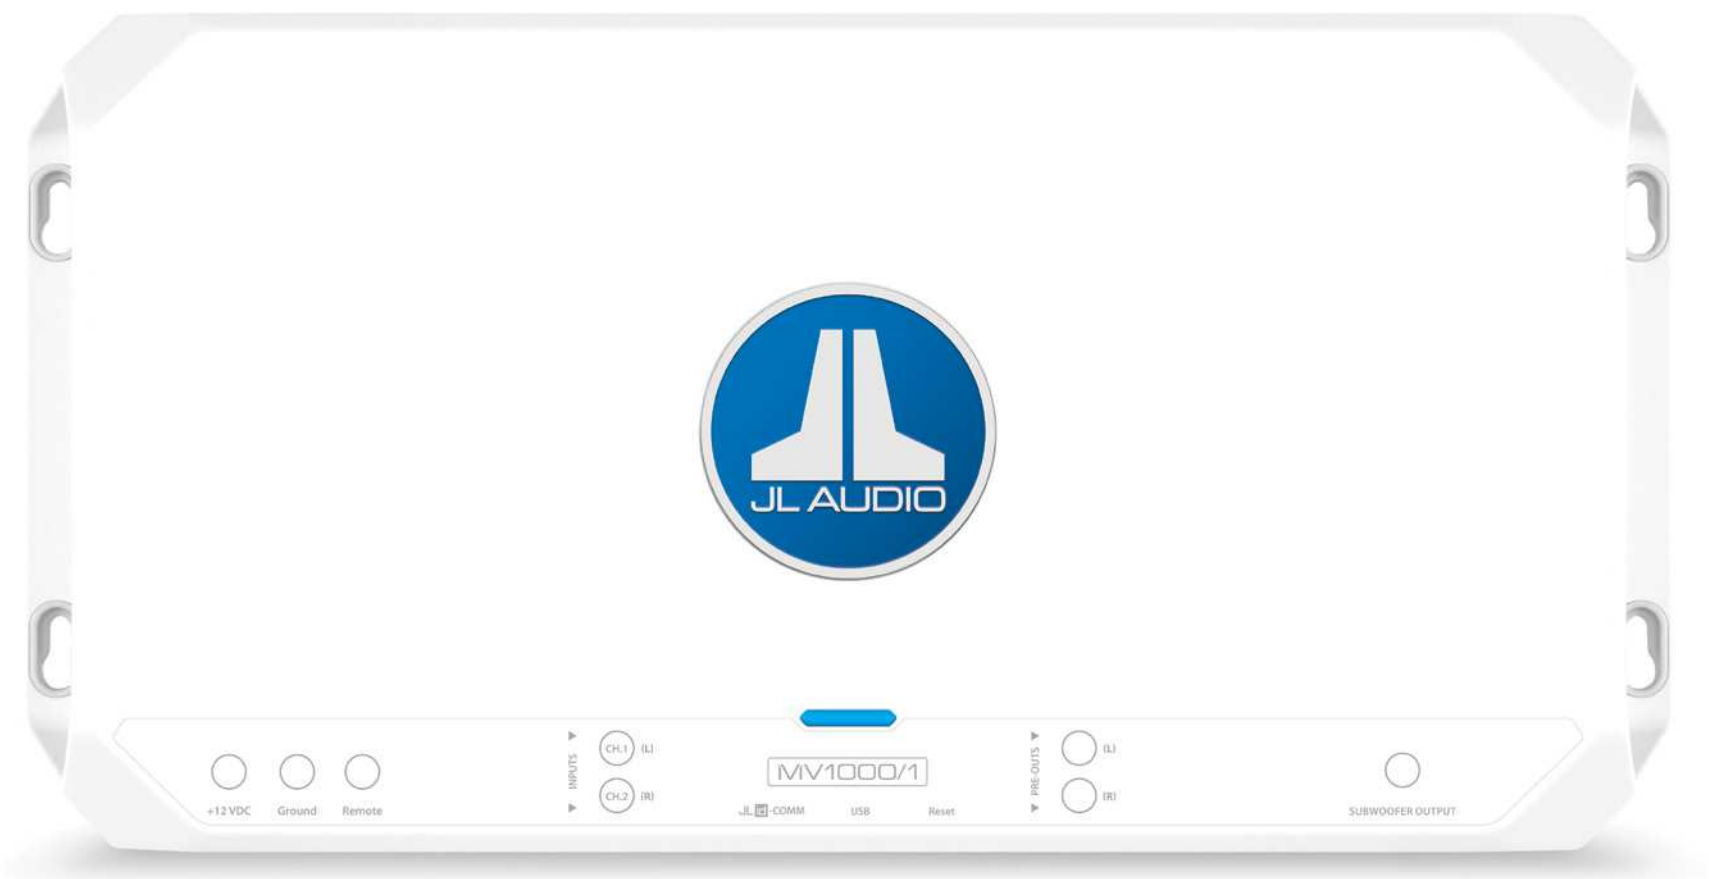 JL AUDIO
+12 VDC
Ground
Remote
INPUTS
CH.1 (L)
CH.2 (R)
MV1000/1
JL id-COMM
USB
Reset
PRE-OUTS
(L)
(R)
SUBWOOFER OUTPUT